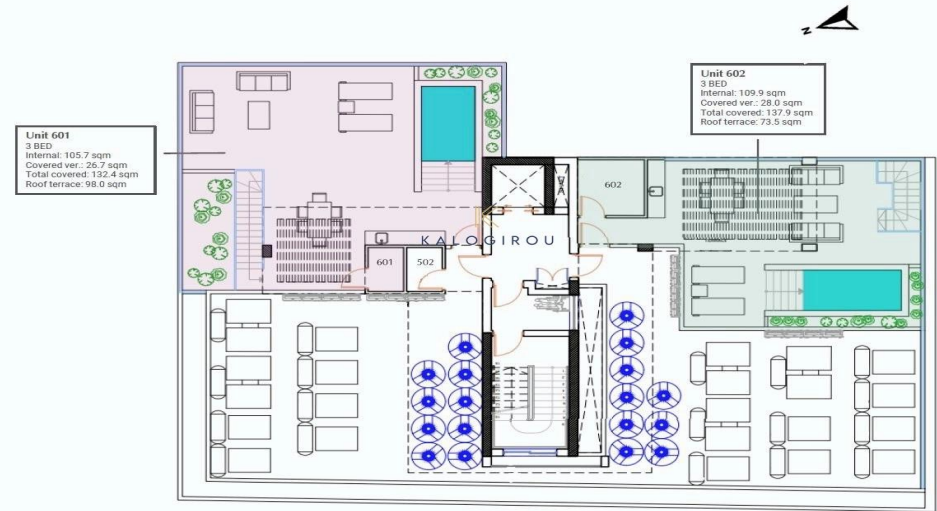 N
Unit 601
3 BED
Internal: 105.7 sqm
Covered ver.: 26.7 sqm
Total covered: 132.4 sqm
Roof terrace: 98.0 sqm
Unit 602
3 BED
Internal: 109.9 sqm
Covered ver.: 28.0 sqm
Total covered: 137.9 sqm
Roof terrace: 73.5 sqm
602
KALOGIROU
601
502